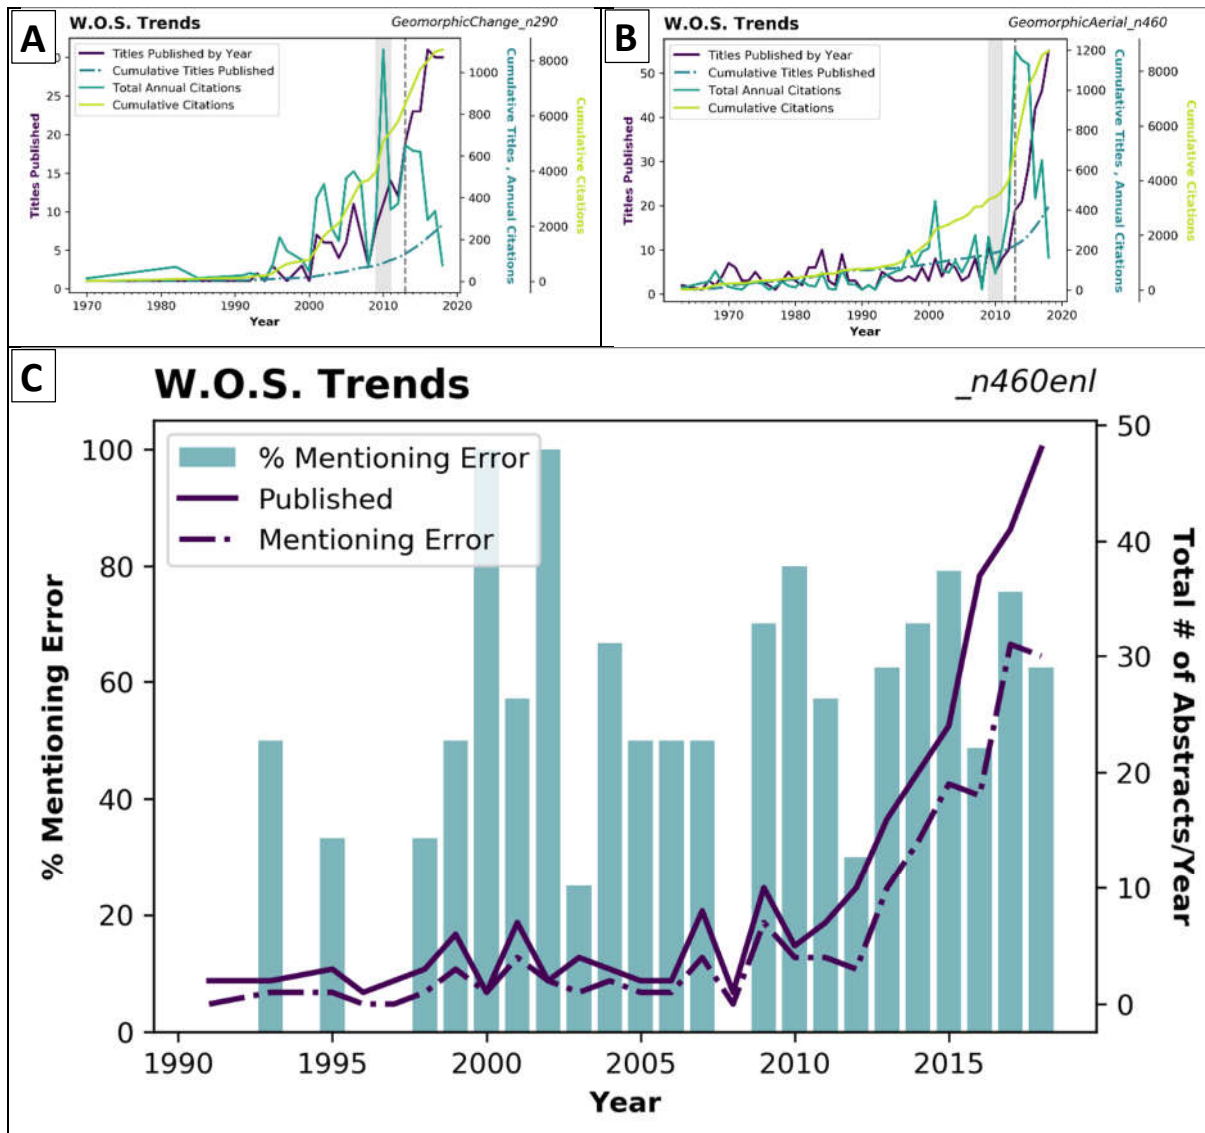 A
W.O.S. Trends
GeomorphicChange_n290
Titles Published by Year
Cumulative Titles Published
Total Annual Citations
Cumulative Citations
Titles Published
30
25
20
15
10
5
0
1970 1980 1990 2000 2010 2020
Year
1000
800
600
400
200
0
Cumulative Titles , Annual Citations
8000
6000
4000
2000
0
Cumulative Citations
B
W.O.S. Trends
GeomorphicAerial_n460
Titles Published by Year
Cumulative Titles Published
Total Annual Citations
Cumulative Citations
Titles Published
50
40
30
20
10
0
1970 1980 1990 2000 2010 2020
Year
1200
1000
800
600
400
200
0
Cumulative Titles , Annual Citations
8000
6000
4000
2000
0
Cumulative Citations
C
W.O.S. Trends
_n460enl
% Mentioning Error
Published
Mentioning Error
% Mentioning Error
100
80
60
40
20
0
1990 1995 2000 2005 2010 2015
Year
50
40
30
20
10
0
Total # of Abstracts/Year